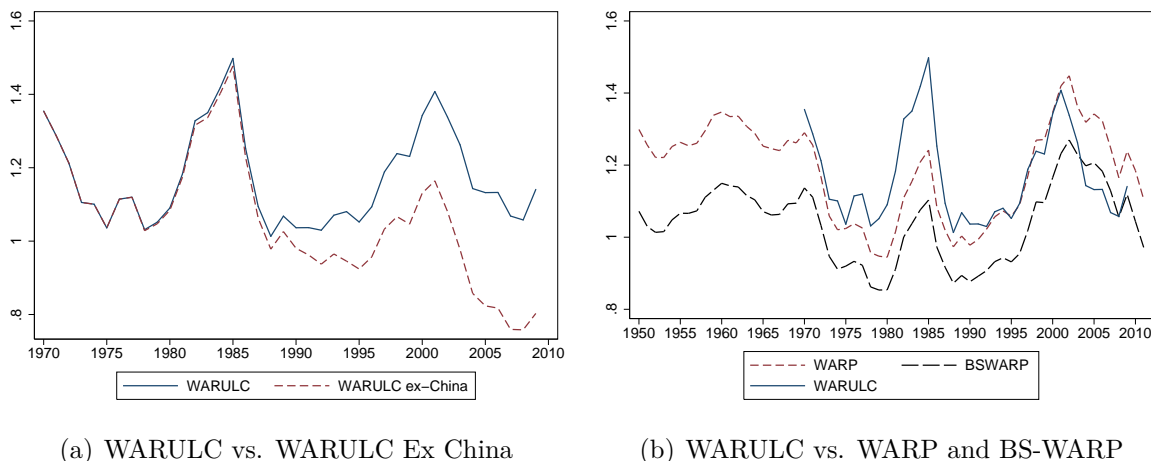 1.6
1.4
1.2
1
.8
1970 1975 1980 1985 1990 1995 2000 2005 2010
WARULC WARULC ex−China
(a) WARULC vs. WARULC Ex China
1.6
1.4
1.2
1
.8
1950 1955 1960 1965 1970 1975 1980 1985 1990 1995 2000 2005 2010
WARP BSWARP
WARULC
(b) WARULC vs. WARP and BS-WARP